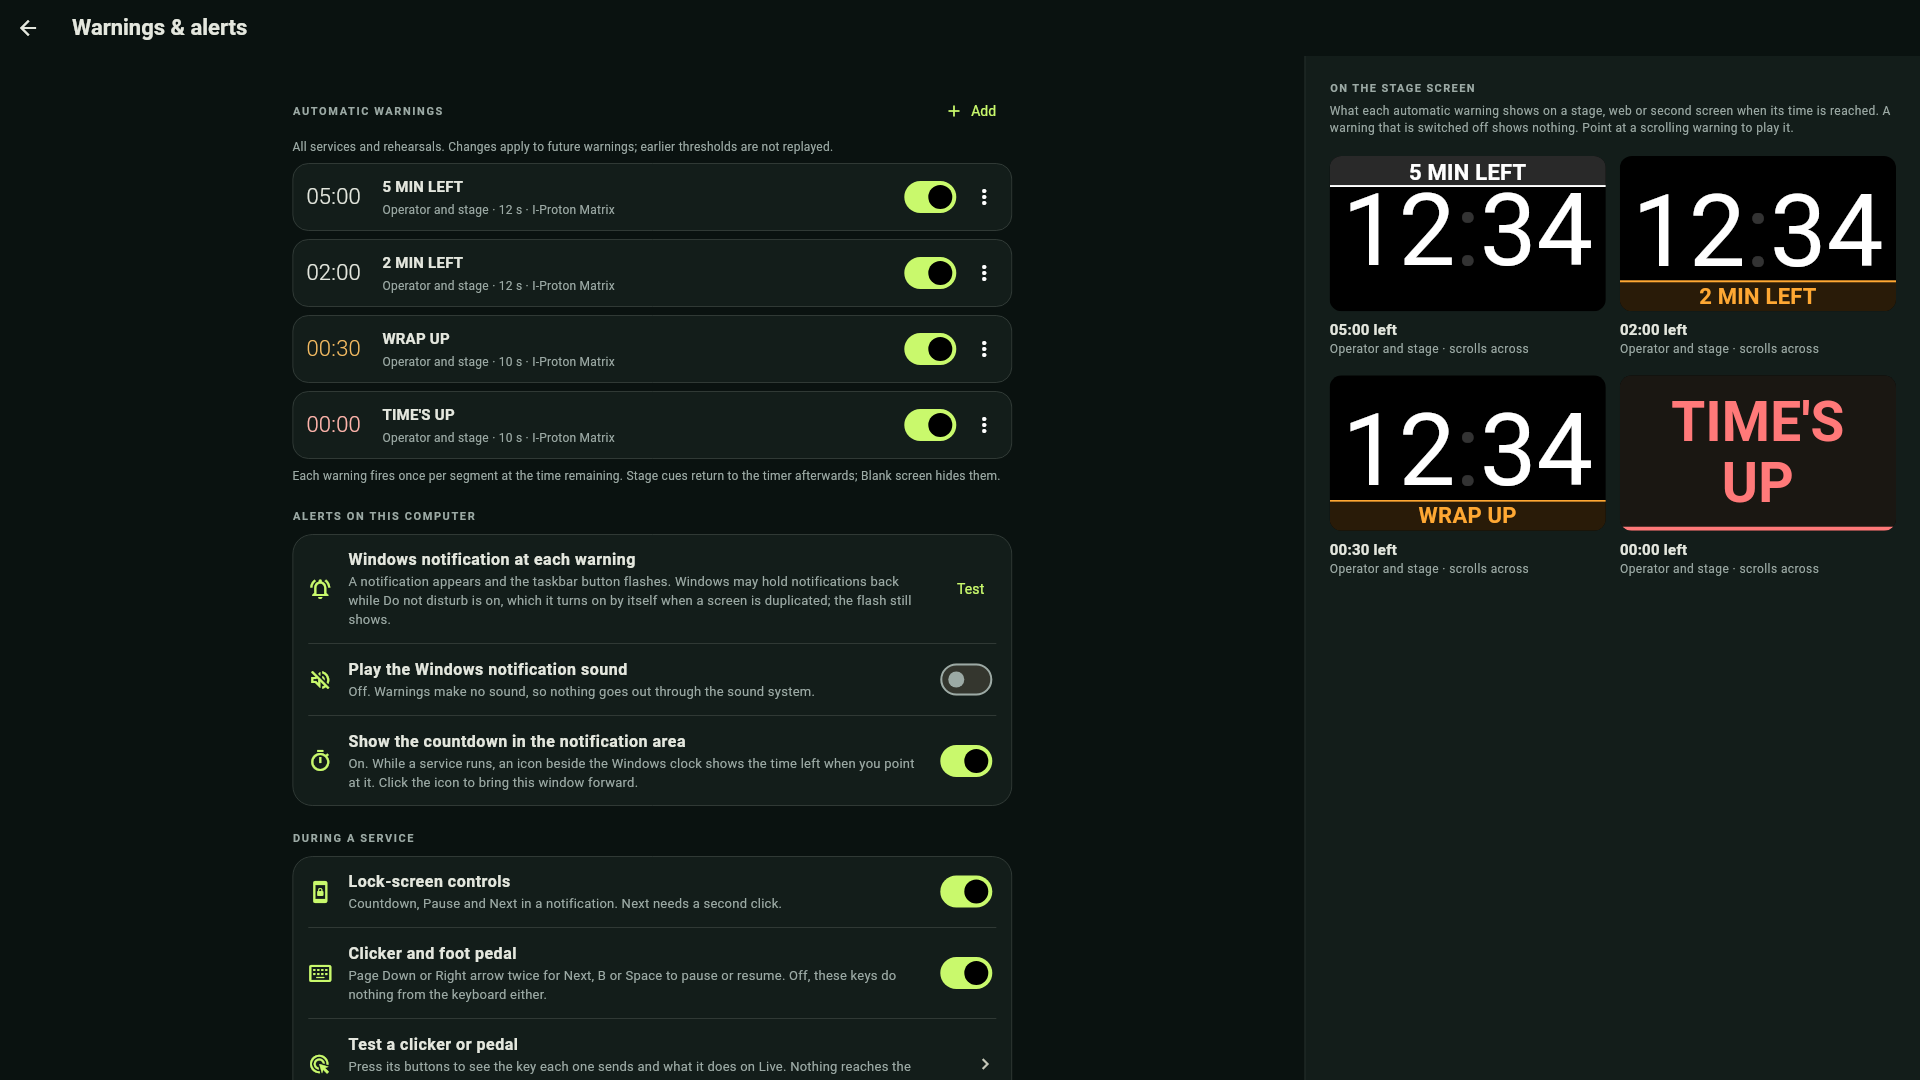 Warnings & alerts
AUTOMATIC WARNINGS
Add
All services and rehearsals. Changes apply to future warnings; earlier thresholds are not replayed.
05:00
5 MIN LEFT
Operator and stage · 12 s · I-Proton Matrix
02:00
2 MIN LEFT
Operator and stage · 12 s · I-Proton Matrix
00:30
WRAP UP
Operator and stage · 10 s · I-Proton Matrix
00:00
TIME'S UP
Operator and stage · 10 s · I-Proton Matrix
Each warning fires once per segment at the time remaining. Stage cues return to the timer afterwards; Blank screen hides them.
ALERTS ON THIS COMPUTER
Windows notification at each warning
A notification appears and the taskbar button flashes. Windows may hold notifications back
while Do not disturb is on, which it turns on by itself when a screen is duplicated; the flash still
shows.
Test
Play the Windows notification sound
Off. Warnings make no sound, so nothing goes out through the sound system.
Show the countdown in the notification area
On. While a service runs, an icon beside the Windows clock shows the time left when you point
at it. Click the icon to bring this window forward.
DURING A SERVICE
Lock-screen controls
Countdown, Pause and Next in a notification. Next needs a second click.
Clicker and foot pedal
Page Down or Right arrow twice for Next, B or Space to pause or resume. Off, these keys do
nothing from the keyboard either.
Test a clicker or pedal
Press its buttons to see the key each one sends and what it does on Live. Nothing reaches the
ON THE STAGE SCREEN
What each automatic warning shows on a stage, web or second screen when its time is reached. A
warning that is switched off shows nothing. Point at a scrolling warning to play it.
5 MIN LEFT
12:34
05:00 left
Operator and stage · scrolls across
12:34
2 MIN LEFT
02:00 left
Operator and stage · scrolls across
12:34
WRAP UP
00:30 left
Operator and stage · scrolls across
TIME'S
UP
00:00 left
Operator and stage · scrolls across